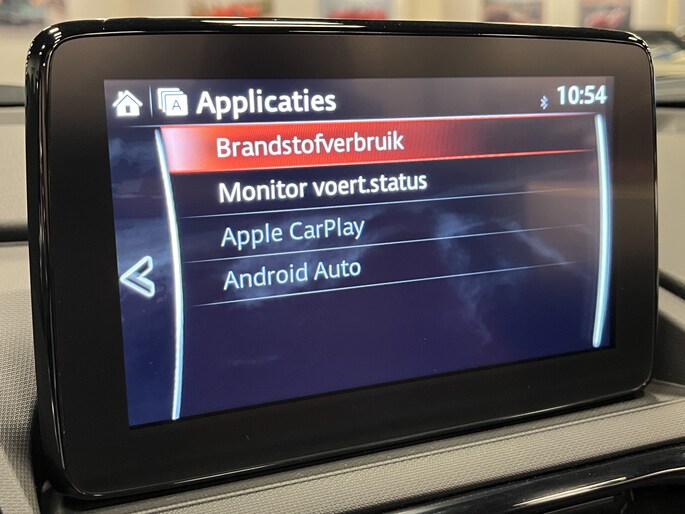 A Applicaties 10:54
Brandstofverbruik
Monitor voert.status
Apple CarPlay
Android Auto